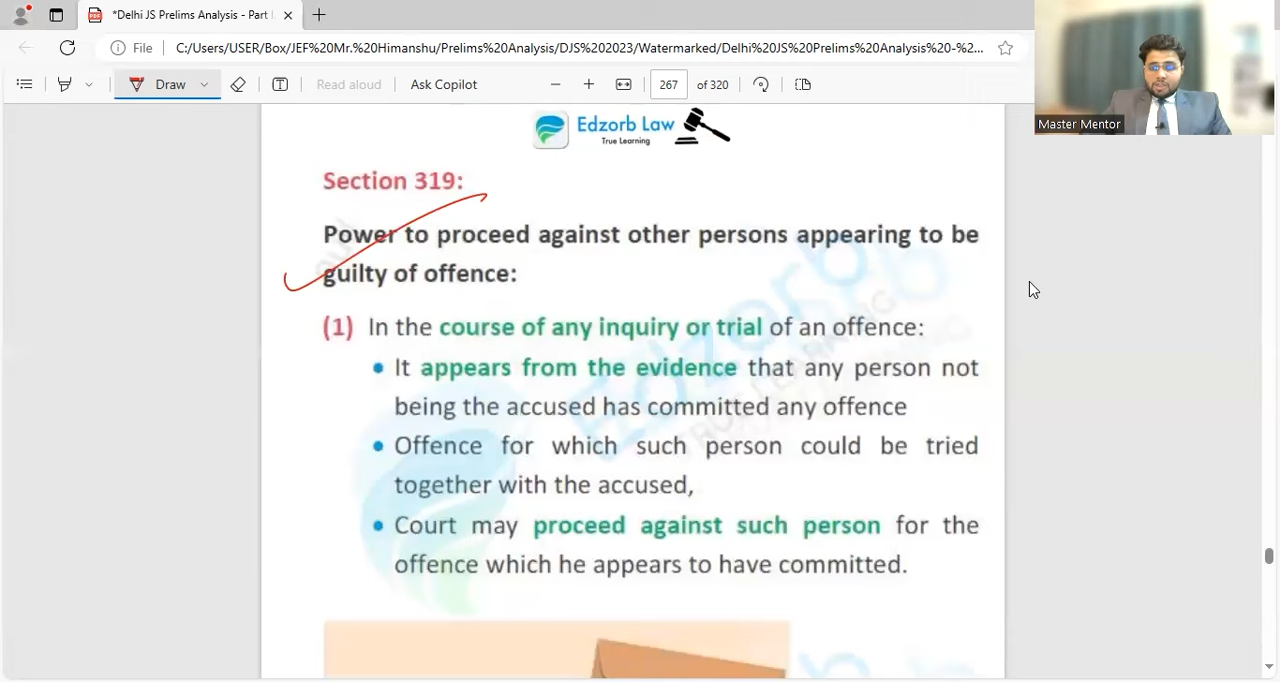 *Delhi JS Prelims Analysis - Part I
File
C:/Users/USER/Box/JEF%20Mr.%20Himanshu/Prelims%20Analysis/DJS%202023/Watermarked/Delhi%20JS%20Prelims%20Analysis%20-%2...
Draw
Read aloud
Ask Copilot
267 of 320
Master Mentor
Edzorb Law
True Learning
Section 319:
Power to proceed against other persons appearing to be
guilty of offence:
(1) In the course of any inquiry or trial of an offence:
• It appears from the evidence that any person not
being the accused has committed any offence
• Offence for which such person could be tried
together with the accused,
• Court may proceed against such person for the
offence which he appears to have committed.